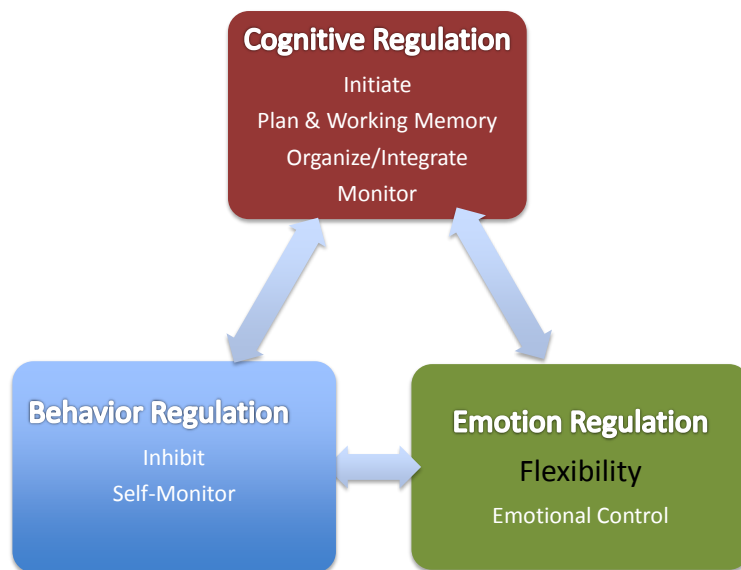 Cognitive Regulation
Initiate
Plan & Working Memory
Organize/Integrate
Monitor
Behavior Regulation
Inhibit
Self-Monitor
Emotion Regulation
Flexibility
Emotional Control